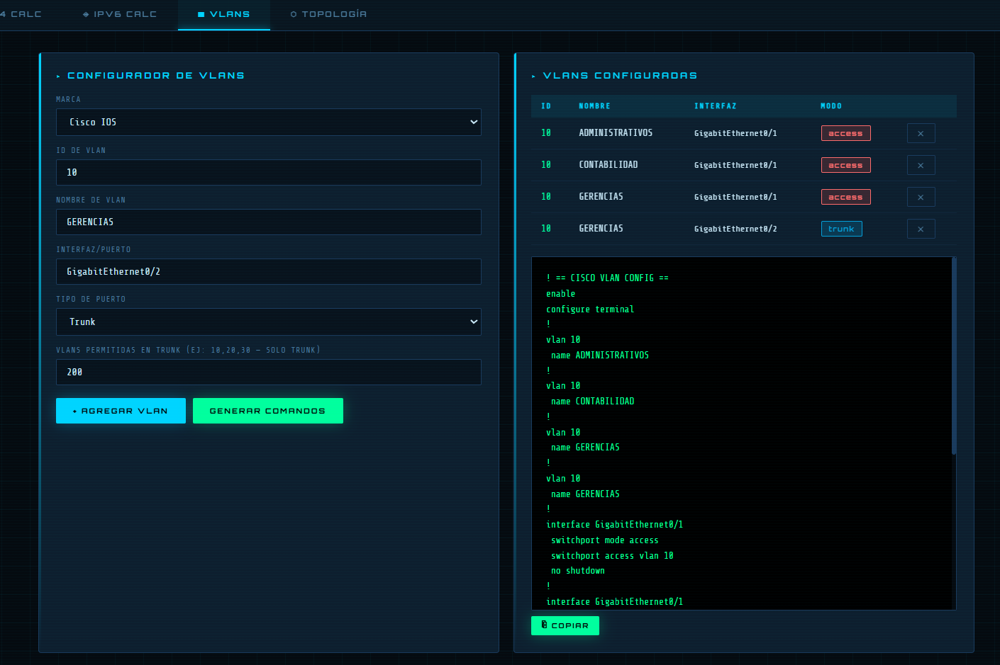 4 CALC
◈ IPV6 CALC
▦ VLANS
⬡ TOPOLOGÍA
▸ CONFIGURADOR DE VLANS
MARCA
Cisco IOS
ID DE VLAN
10
NOMBRE DE VLAN
GERENCIAS
INTERFAZ/PUERTO
GigabitEthernet0/2
TIPO DE PUERTO
Trunk
VLANS PERMITIDAS EN TRUNK (EJ: 10,20,30 — SOLO TRUNK)
200
+ AGREGAR VLAN
GENERAR COMANDOS
▸ VLANS CONFIGURADAS
ID NOMBRE INTERFAZ MODO
10 ADMINISTRATIVOS GigabitEthernet0/1 access ✕
10 CONTABILIDAD GigabitEthernet0/1 access ✕
10 GERENCIAS GigabitEthernet0/1 access ✕
10 GERENCIAS GigabitEthernet0/2 trunk ✕
! == CISCO VLAN CONFIG ==
enable
configure terminal
!
vlan 10
name ADMINISTRATIVOS
!
vlan 10
name CONTABILIDAD
!
vlan 10
name GERENCIAS
!
vlan 10
name GERENCIAS
!
interface GigabitEthernet0/1
switchport mode access
switchport access vlan 10
no shutdown
!
interface GigabitEthernet0/1
COPIAR